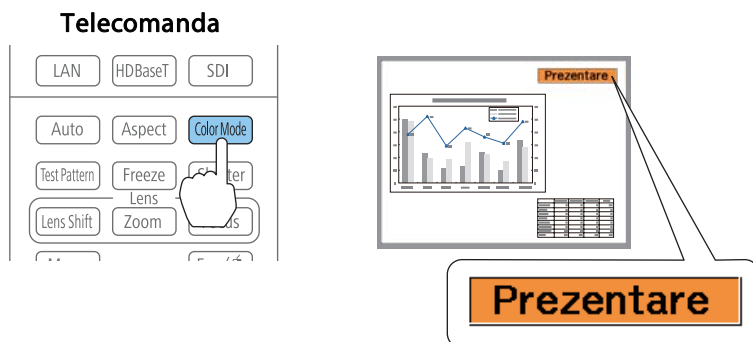 Telecomanda
LAN HDBaseT SDI
Auto Aspect Color Mode
Test Pattern Freeze
Lens
Lens Shift Zoom
Prezentare
Prezentare